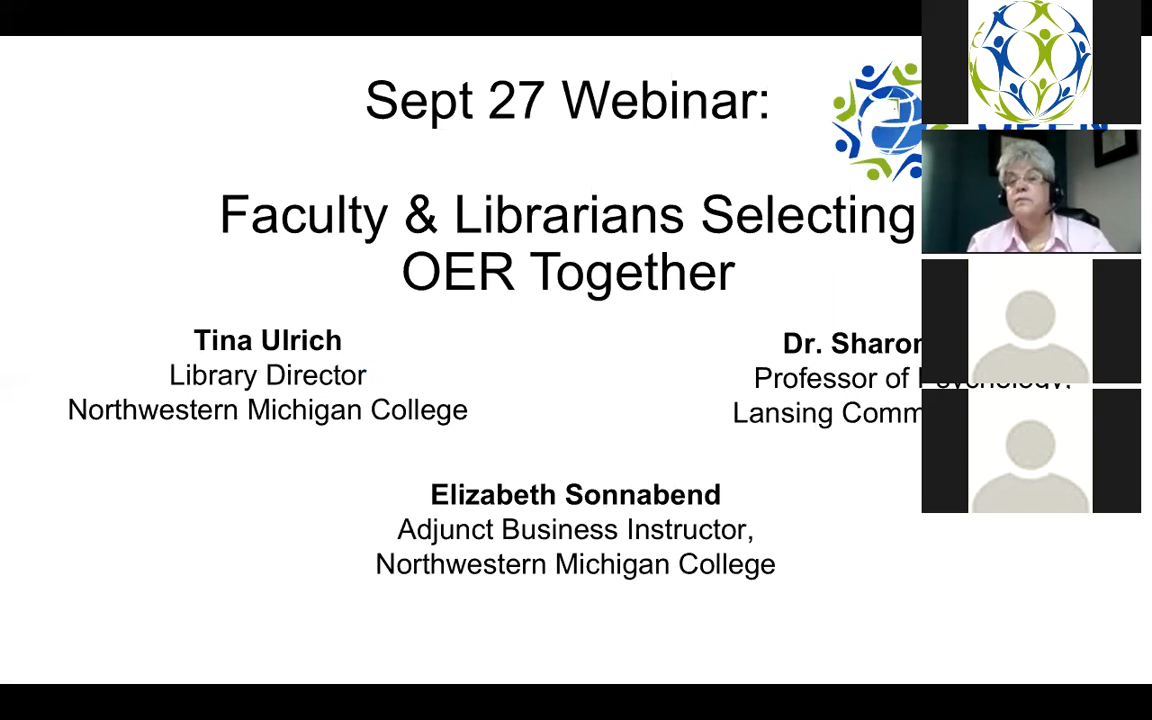 Sept 27 Webinar:
Faculty & Librarians Selecting
OER Together
Tina Ulrich
Library Director
Northwestern Michigan College
Dr. Sharon
Professor of Psychology,
Lansing
Elizabeth Sonnabend
Adjunct Business Instructor,
Northwestern Michigan College